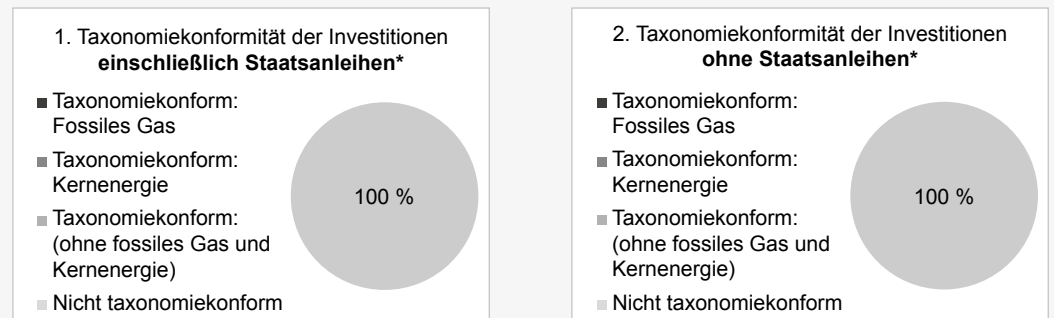 1. Taxonomiekonformität der Investitionen
einschließlich Staatsanleihen*
Taxonomiekonform:
Fossiles Gas
Taxonomiekonform:
Kernenergie
Taxonomiekonform:
(ohne fossiles Gas und
Kernenergie)
Nicht taxonomiekonform
100 %
2. Taxonomiekonformität der Investitionen
ohne Staatsanleihen*
Taxonomiekonform:
Fossiles Gas
Taxonomiekonform:
Kernenergie
Taxonomiekonform:
(ohne fossiles Gas und
Kernenergie)
Nicht taxonomiekonform
100 %